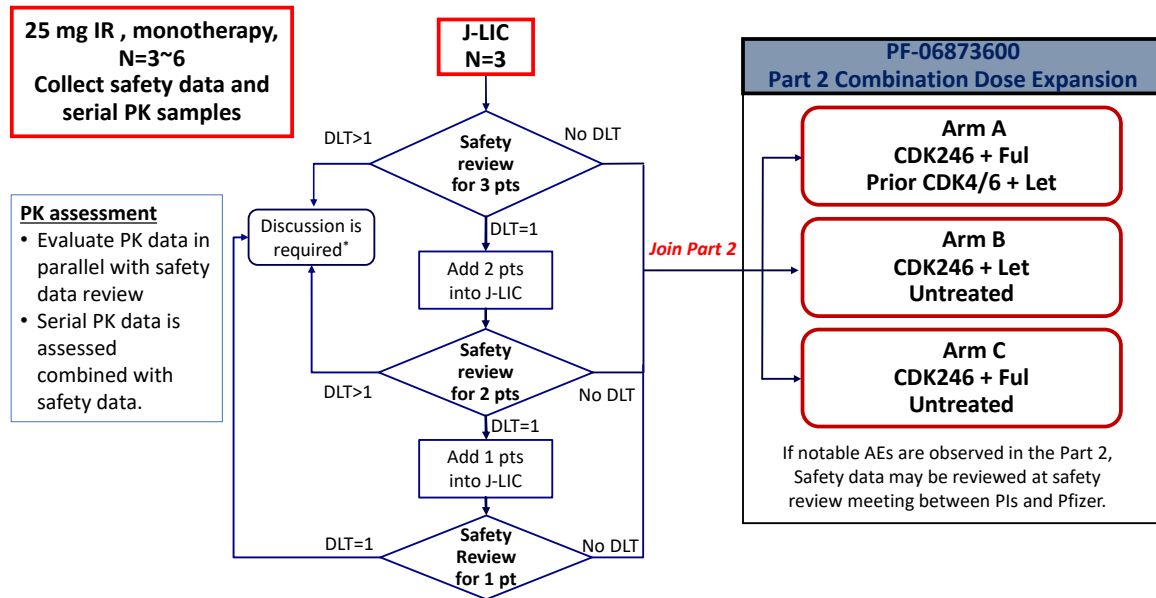 25 mg IR , monotherapy,
N=3~6
Collect safety data and
serial PK samples
J-LIC
N=3
PF-06873600
Part 2 Combination Dose Expansion
DLT>1
Safety
review
for 3 pts
No DLT
Arm A
CDK246 + Ful
Prior CDK4/6 + Let
PK assessment
• Evaluate PK data in
parallel with safety
data review
• Serial PK data is
assessed
combined with
safety data.
Discussion is
required*
DLT=1
Add 2 pts
into J-LIC
Join Part 2
Arm B
CDK246 + Let
Untreated
DLT>1
Safety
review
for 2 pts
No DLT
Arm C
CDK246 + Ful
Untreated
DLT=1
Add 1 pts
into J-LIC
If notable AEs are observed in the Part 2,
Safety data may be reviewed at safety
review meeting between PIs and Pfizer.
DLT=1
Safety
Review
for 1 pt
No DLT